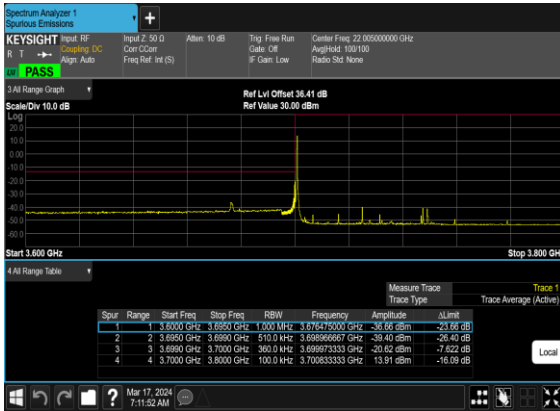 Spectrum Analyzer 1
Spurious Emissions
+
KEYSIGHT Input: RF Input Z: 50 Ω Atten: 10 dB Trig: Free Run Center Freq: 22.005000000 GHz
R T Coupling: DC Corr CCorr Gate: Off Avg|Hold: 100/100
Align: Auto Freq Ref: Int (S) IF Gain: Low Radio Std: None
PASS
3 All Range Graph
Ref Lvl Offset 36.41 dB
Scale/Div 10.0 dB Ref Value 30.00 dBm
Log
20.0
10.0
0.00
-10.0
-20.0
-30.0
-40.0
-50.0
-60.0
Start 3.600 GHz Stop 3.800 GH
4 All Range Table
Measure Trace Trace 1
Trace Type Trace Average (Active)
Spur Range Start Freq Stop Freq RBW Frequency Amplitude ΔLimit
1 1 3.6000 GHz 3.6950 GHz 1.000 MHz 3.676475000 GHz -36.66 dBm -23.66 dB
2 2 3.6950 GHz 3.6990 GHz 510.0 kHz 3.698966667 GHz -39.40 dBm -26.40 dB
3 3 3.6990 GHz 3.7000 GHz 360.0 kHz 3.699973333 GHz -20.62 dBm -7.622 dB
4 4 3.7000 GHz 3.8000 GHz 100.0 kHz 3.700833333 GHz 13.91 dBm -16.09 dB
Local
? Mar 17, 2024
7:11:52 AM